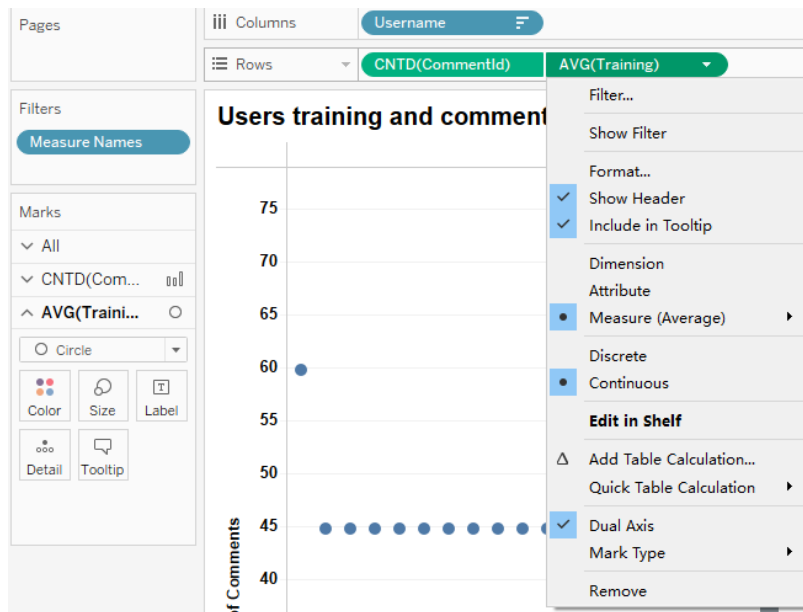 Pages
Columns
Username
Rows
CNTD(CommentId)
AVG(Training)
Filters
Measure Names
Marks
All
CNTD(Com...
AVG(Traini...
Circle
Color
Size
Label
Detail
Tooltip
Users training and comment
75
70
65
60
55
50
45
40
of Comments
Filter...
Show Filter
Format...
Show Header
Include in Tooltip
Dimension
Attribute
Measure (Average)
Discrete
Continuous
Edit in Shelf
Add Table Calculation...
Quick Table Calculation
Dual Axis
Mark Type
Remove